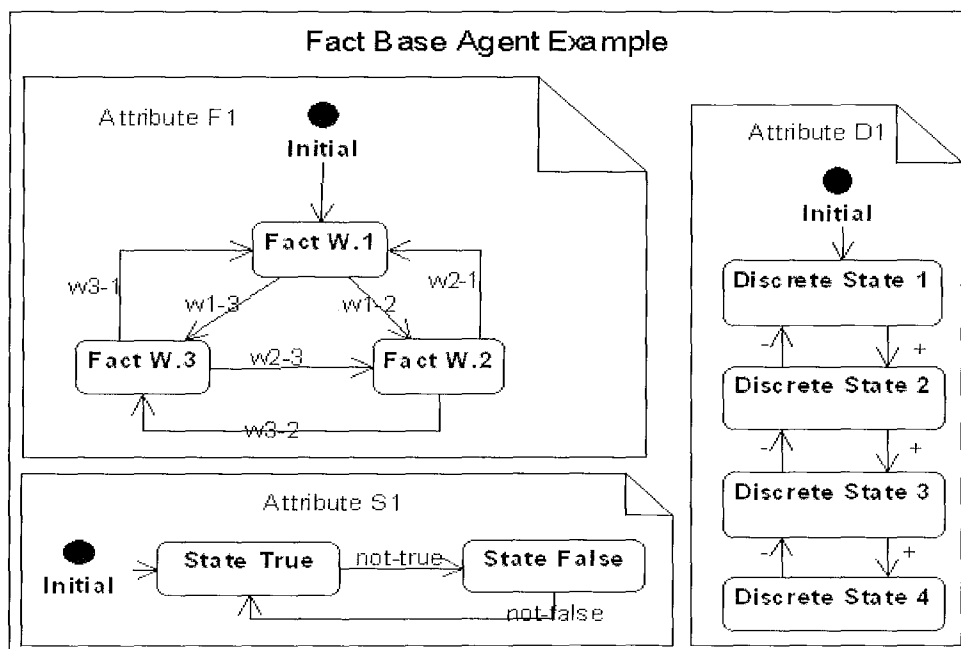 Fact Base Agent Example
Attribute F1
Initial
Fact W.1
w3-1
w1-3
w1-2
w2-1
Fact W.3
w2-3
Fact W.2
w3-2
Attribute D1
Initial
Discrete State 1
-
+
Discrete State 2
-
+
Discrete State 3
-
+
Discrete State 4
Attribute S1
Initial
State True
not-true
State False
not-false